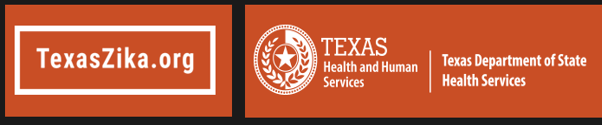 TexasZika.org
TEXAS
Health and Human
Services
Texas Department of State
Health Services